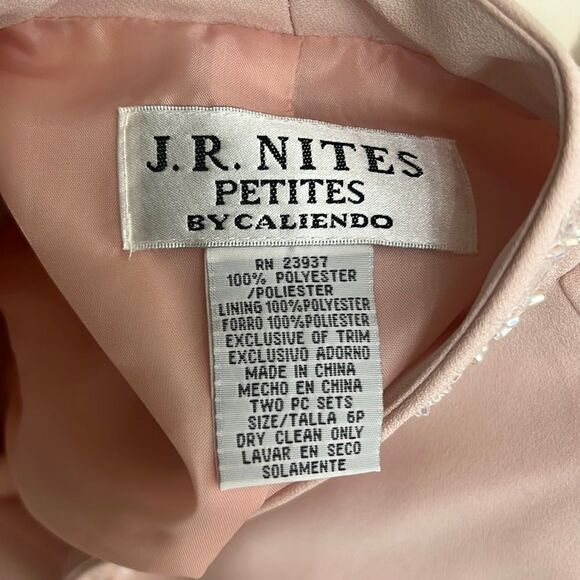 J.R. NITES
PETITES
BY CALIENDO
RN 23937
100% POLYESTER
/POLIESTER
LINING 100%POLYESTER
FORRO 100%POLIESTER
EXCLUSIVE OF TRIM
EXCLUSIVO ADORNO
MADE IN CHINA
MECHO EN CHINA
TWO PC SETS
SIZE/TALLA 6P
DRY CLEAN ONLY
LAVAR EN SECO
SOLAMENTE